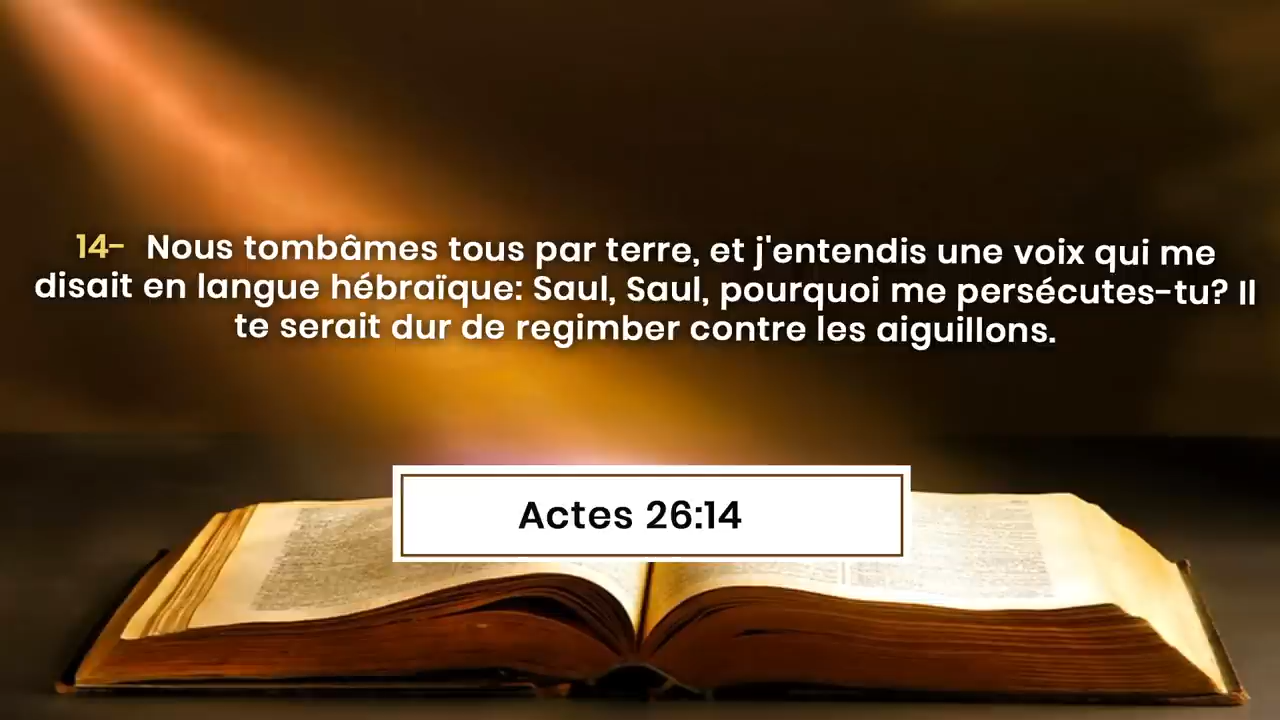 14- Nous tombâmes tous par terre, et j'entendis une voix qui me
disait en langue hébraïque: Saul, Saul, pourquoi me persécutes-tu? Il
te serait dur de regimber contre les aiguillons.
Actes 26:14